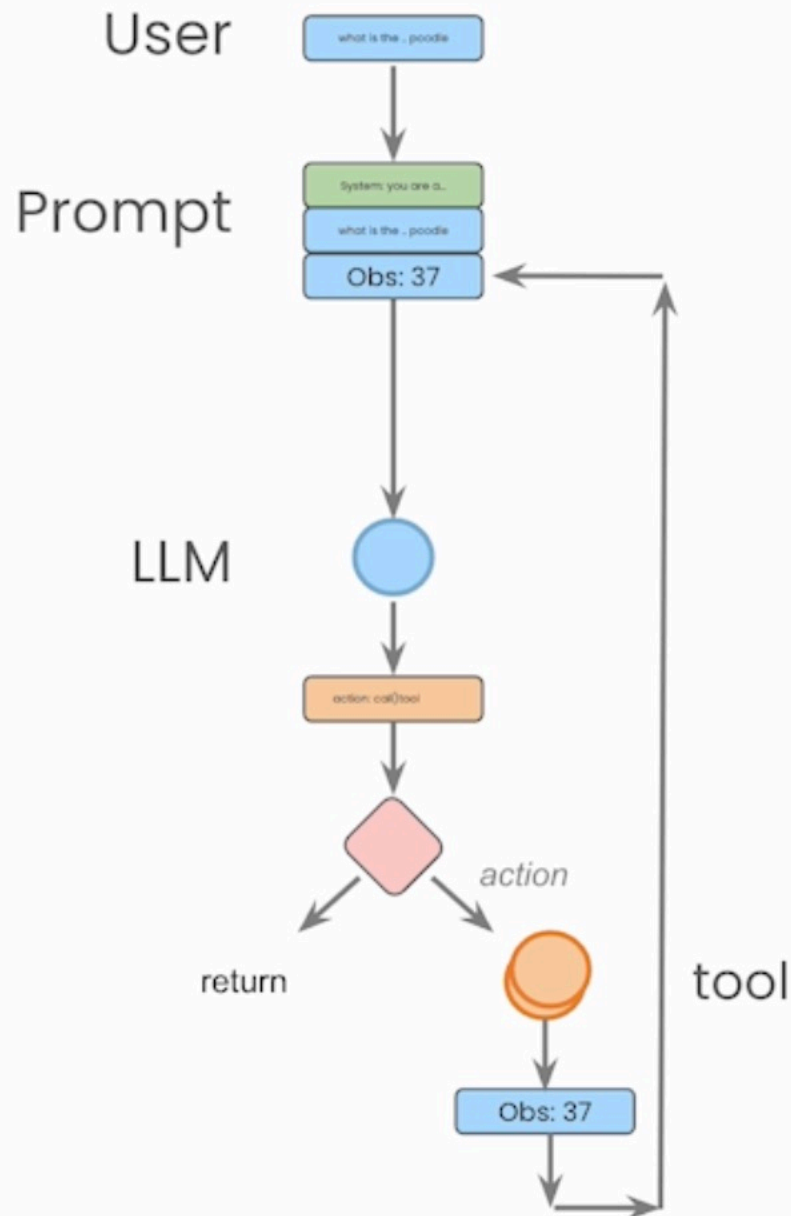 User
what is the .. poodle
Prompt
System: you are a...
what is the .. poodle
Obs: 37
LLM
action: call()tool
action
return
tool
Obs: 37